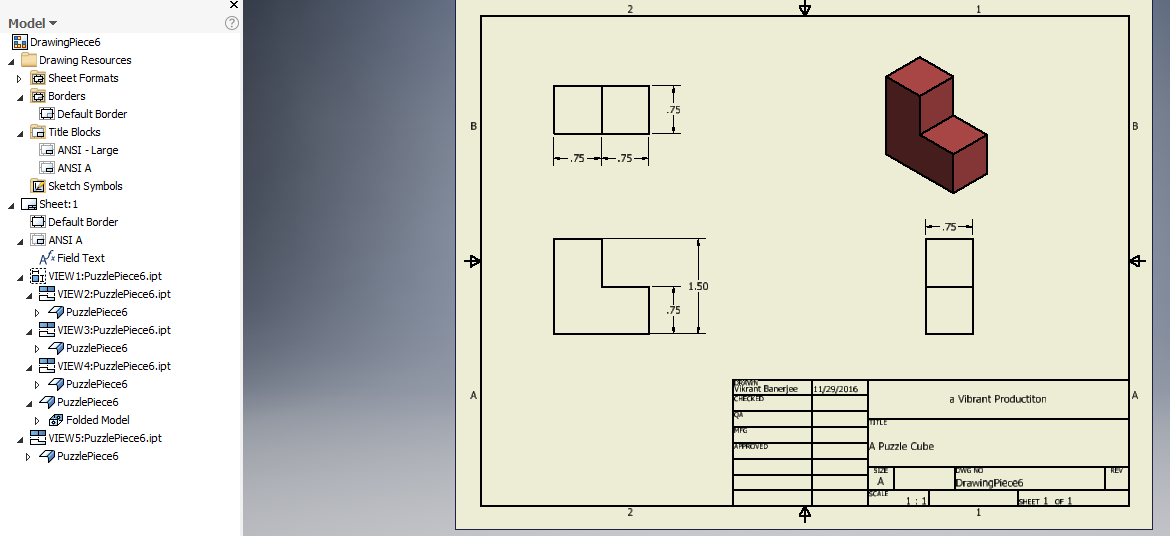 Model
?
DrawingPiece6
Drawing Resources
Sheet Formats
Borders
Default Border
Title Blocks
ANSI - Large
ANSI A
Sketch Symbols
Sheet:1
Default Border
ANSI A
Field Text
VIEW1:PuzzlePiece6.ipt
VIEW2:PuzzlePiece6.ipt
PuzzlePiece6
VIEW3:PuzzlePiece6.ipt
PuzzlePiece6
VIEW4:PuzzlePiece6.ipt
PuzzlePiece6
PuzzlePiece6
Folded Model
VIEW5:PuzzlePiece6.ipt
PuzzlePiece6
2 1
B B
.75
.75 .75
.75
1.50
.75
A A
DRAWN
Vikrant Banerjee 11/29/2016
CHECKED
QA
MFG
APPROVED
a Vibrant Productiton
TITLE
A Puzzle Cube
SIZE
A
DWG NO
DrawingPiece6
REV
SCALE
1 : 1
SHEET 1 OF 1
2 1